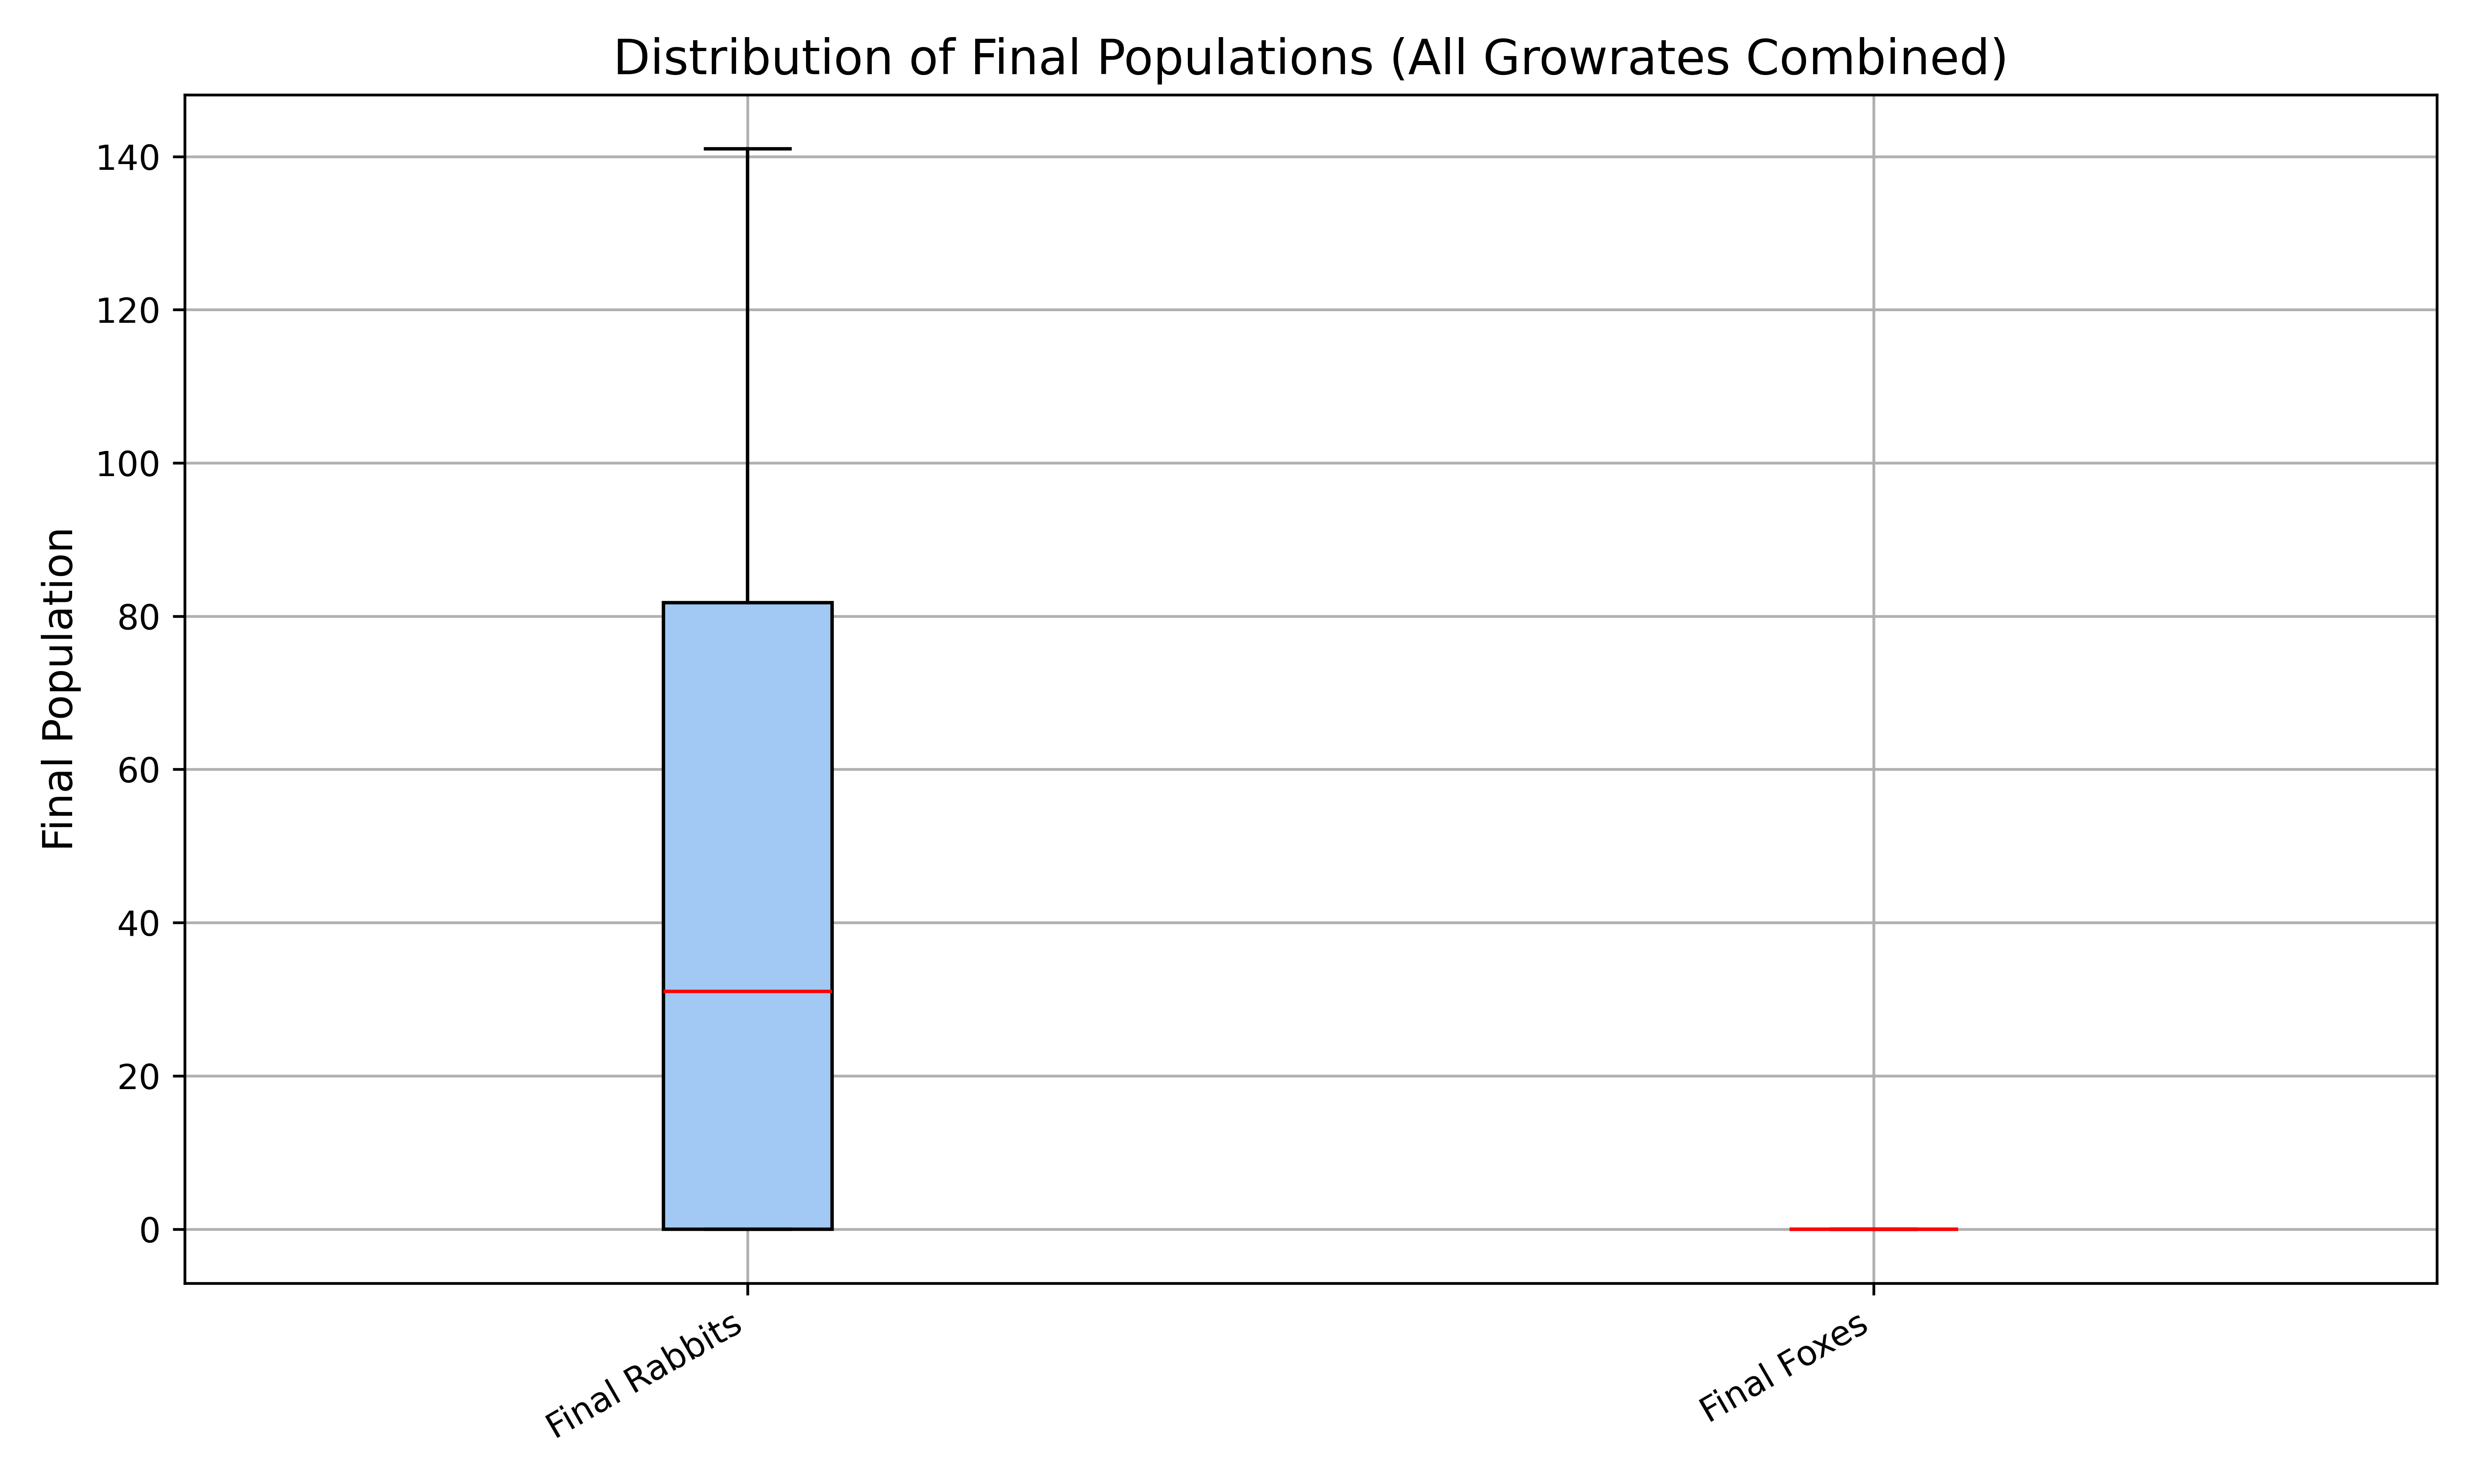 Distribution of Final Populations (All Growrates Combined)
Final Population
140
120
100
80
60
40
20
0
Final Rabbits
Final Foxes